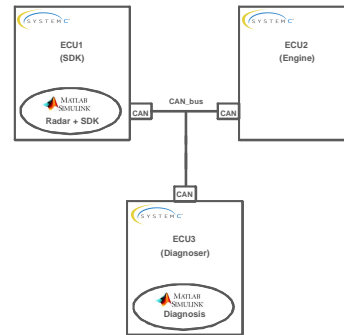 SYSTEMC
ECU1
(SDK)
MATLAB
SIMULINK
Radar + SDK
CAN
CAN_bus
CAN
SYSTEMC
ECU2
(Engine)
CAN
SYSTEMC
ECU3
(Diagnoser)
MATLAB
SIMULINK
Diagnosis